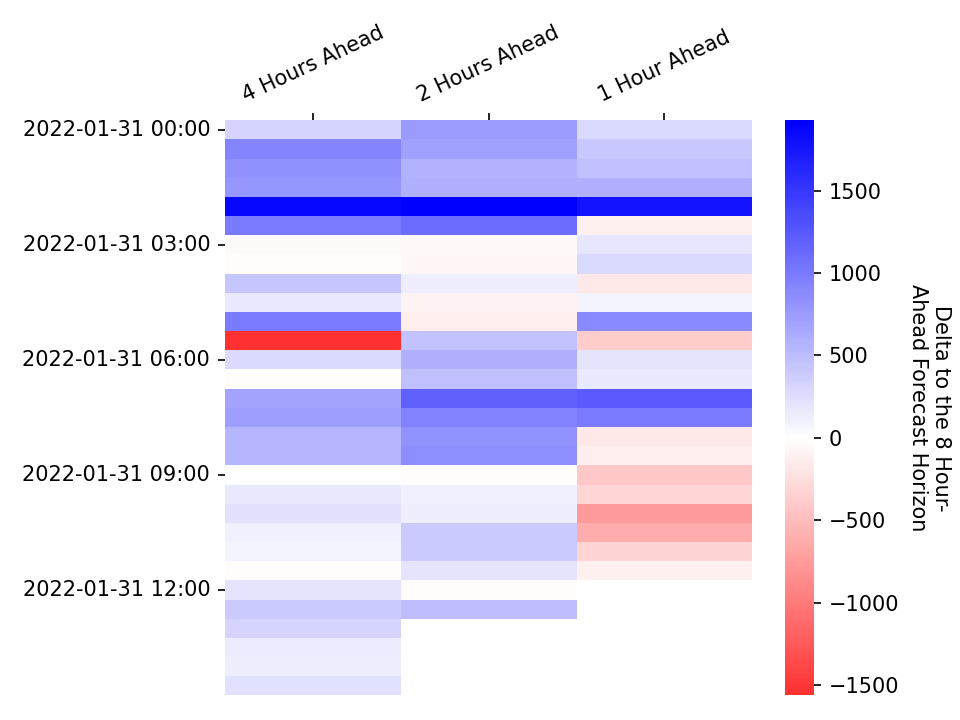 4 Hours Ahead
2 Hours Ahead
1 Hour Ahead
2022-01-31 00:00
2022-01-31 03:00
2022-01-31 06:00
2022-01-31 09:00
2022-01-31 12:00
1500
1000
500
0
−500
−1000
−1500
Delta to the 8 Hour-
Ahead Forecast Horizon